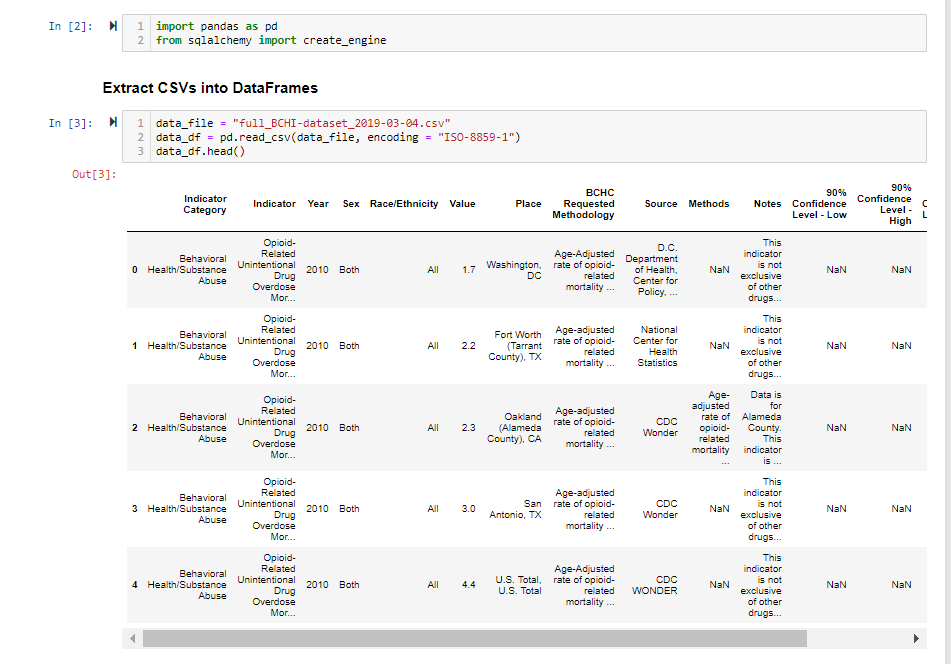 In [2]:
1 import pandas as pd
2 from sqlalchemy import create_engine
Extract CSVs into DataFrames
In [3]:
1 data_file = "full_BCHI-dataset_2019-03-04.csv"
2 data_df = pd.read_csv(data_file, encoding = "ISO-8859-1")
3 data_df.head()
Out[3]:
Indicator
Category
Indicator
Year
Sex
Race/Ethnicity
Value
Place
BCHC
Requested
Methodology
Source
Methods
Notes
90%
Confidence
Level - Low
90%
Confidence
Level -
High
C
L
0
Behavioral
Health/Substance
Abuse
Opioid-
Related
Unintentional
Drug
Overdose
Mor...
2010
Both
All
1.7
Washington,
DC
Age-Adjusted
rate of opioid-
related
mortality ...
D.C.
Department
of Health,
Center for
Policy, ...
NaN
This
indicator
is not
exclusive
of other
drugs...
NaN
NaN
1
Behavioral
Health/Substance
Abuse
Opioid-
Related
Unintentional
Drug
Overdose
Mor...
2010
Both
All
2.2
Fort Worth
(Tarrant
County), TX
Age-adjusted
rate of opioid-
related
mortality ...
National
Center for
Health
Statistics
NaN
This
indicator
is not
exclusive
of other
drugs...
NaN
NaN
2
Behavioral
Health/Substance
Abuse
Opioid-
Related
Unintentional
Drug
Overdose
Mor...
2010
Both
All
2.3
Oakland
(Alameda
County), CA
Age-adjusted
rate of opioid-
related
mortality ...
CDC
Wonder
Age-
adjusted
rate of
opioid-
related
mortality
...
Data is
for
Alameda
County.
This
indicator
is ...
NaN
NaN
3
Behavioral
Health/Substance
Abuse
Opioid-
Related
Unintentional
Drug
Overdose
Mor...
2010
Both
All
3.0
San
Antonio, TX
Age-adjusted
rate of opioid-
related
mortality ...
CDC
Wonder
NaN
This
indicator
is not
exclusive
of other
drugs...
NaN
NaN
4
Behavioral
Health/Substance
Abuse
Opioid-
Related
Unintentional
Drug
Overdose
Mor...
2010
Both
All
4.4
U.S. Total,
U.S. Total
Age-Adjusted
rate of opioid-
related
mortality ...
CDC
WONDER
NaN
This
indicator
is not
exclusive
of other
drugs...
NaN
NaN